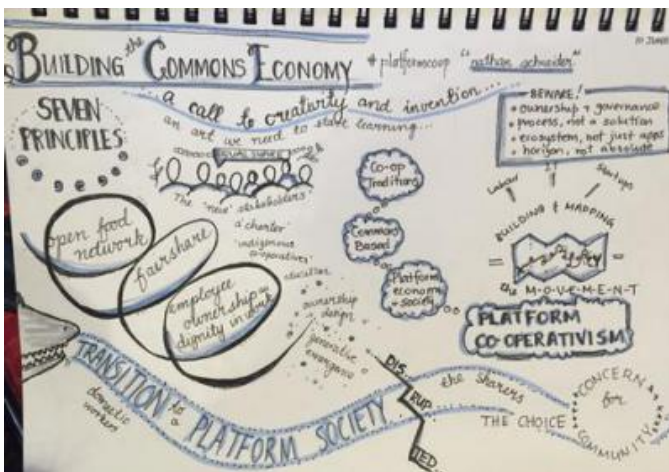 BUILDING the COMMONS ECONOMY
#platformcoop "nathan schneider"
a call to creativity and invention...
an art we need to start learning...
SEVEN
PRINCIPLES
EQUAL SHARE
The 'new' stakeholders
a charter
'indigenous
cooperatives'
education
ownership
design
generative
emergence
open food
network
fairshare
employee
ownership =
dignity in work
Co-op
Traditions
Commons
Based
Platform
economy
+ society
BEWARE!
ownership + governance
process, not a solution
ecosystem, not just apps
horizon, not absolute
Labour
Startups
BUILDING + MAPPING
the M-O-V-E-M-E-N-T
PLATFORM
CO-OPERATIVISM
TRANSITION to a PLATFORM SOCIETY
domestic
workers
DIS
RUP
TED
the sharers
THE CHOICE
CONCERN
for
COMMUNITY